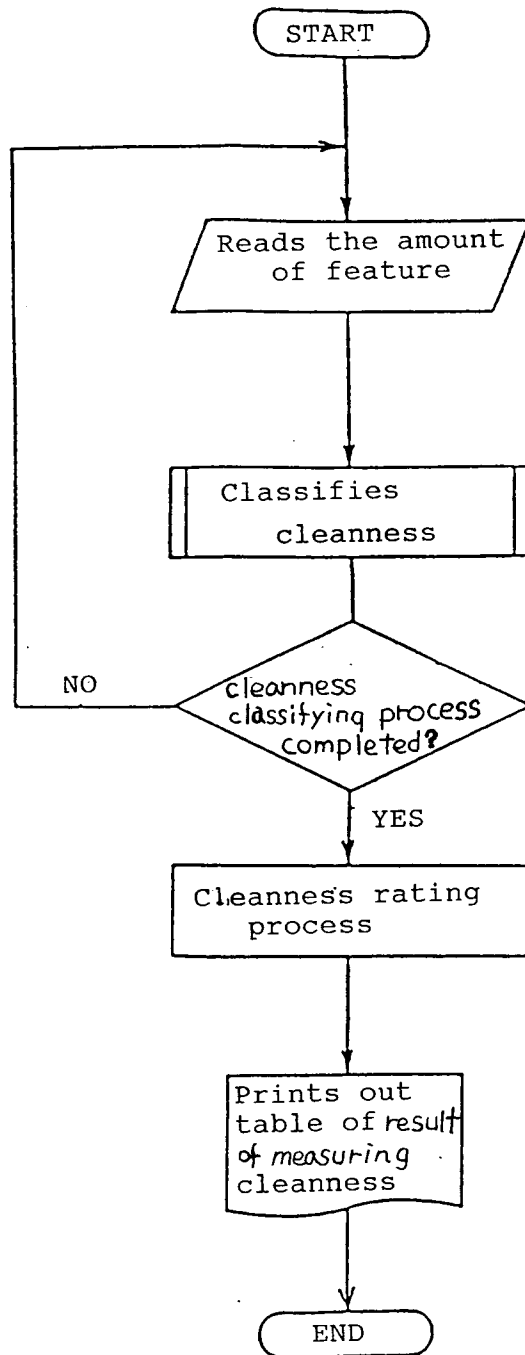 START
Reads the amount
of feature
Classifies
cleanness
NO
cleanness
classifying process
completed?
YES
Cleanness rating
process
Prints out
table of result
of measuring
cleanness
END